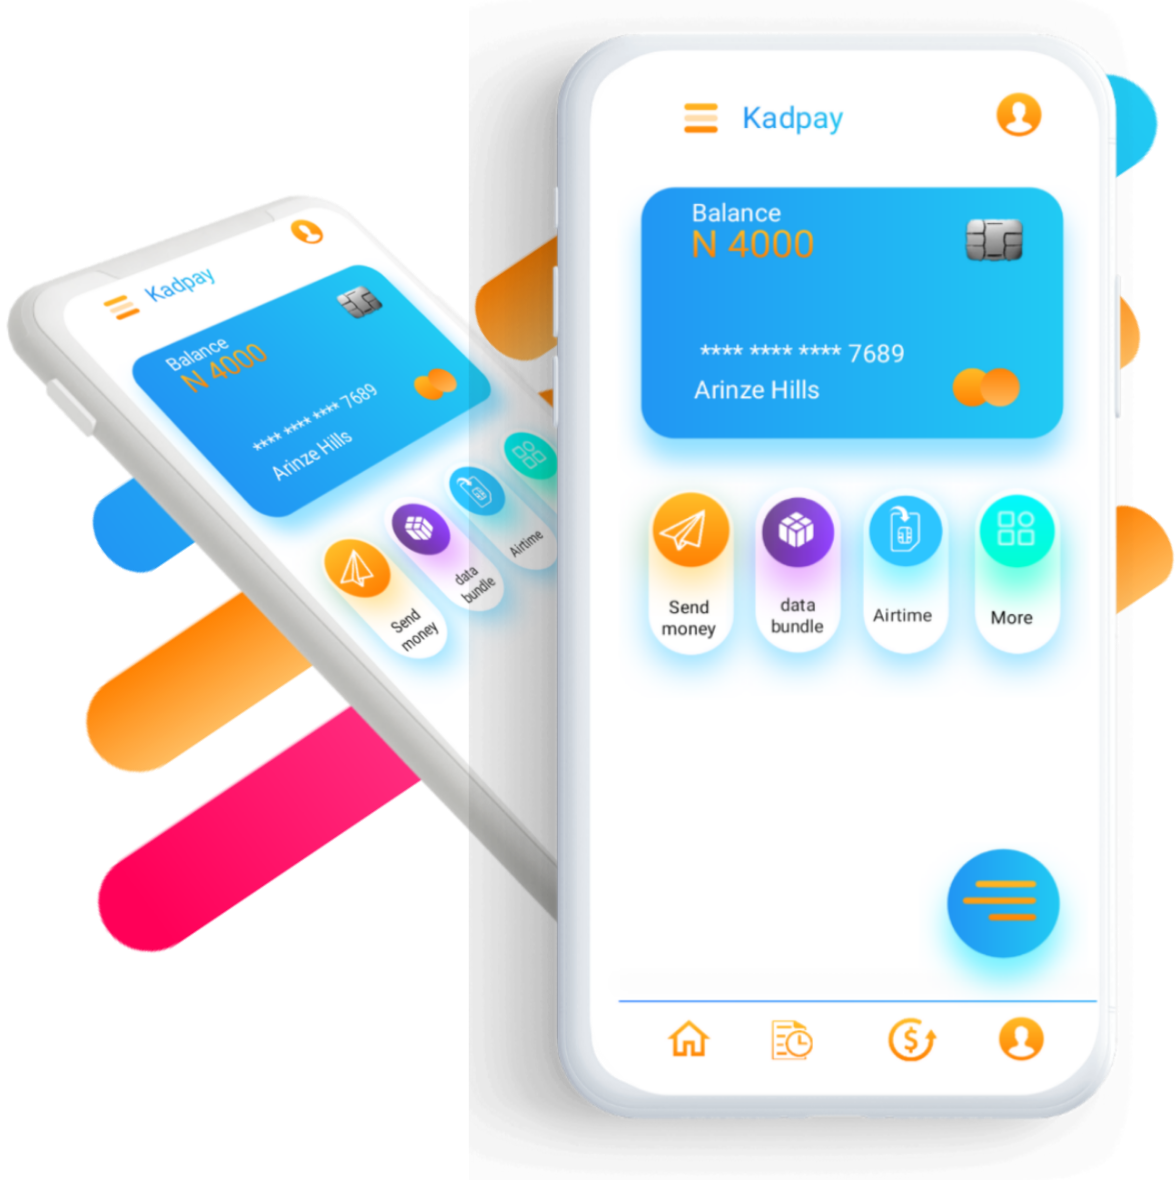 Kadpay
Balance
N 4000
**** **** **** 7689
Arinze Hills
Send
money
data
bundle
Airtime
Kadpay
Balance
N 4000
**** **** **** 7689
Arinze Hills
Send
money
data
bundle
Airtime
More